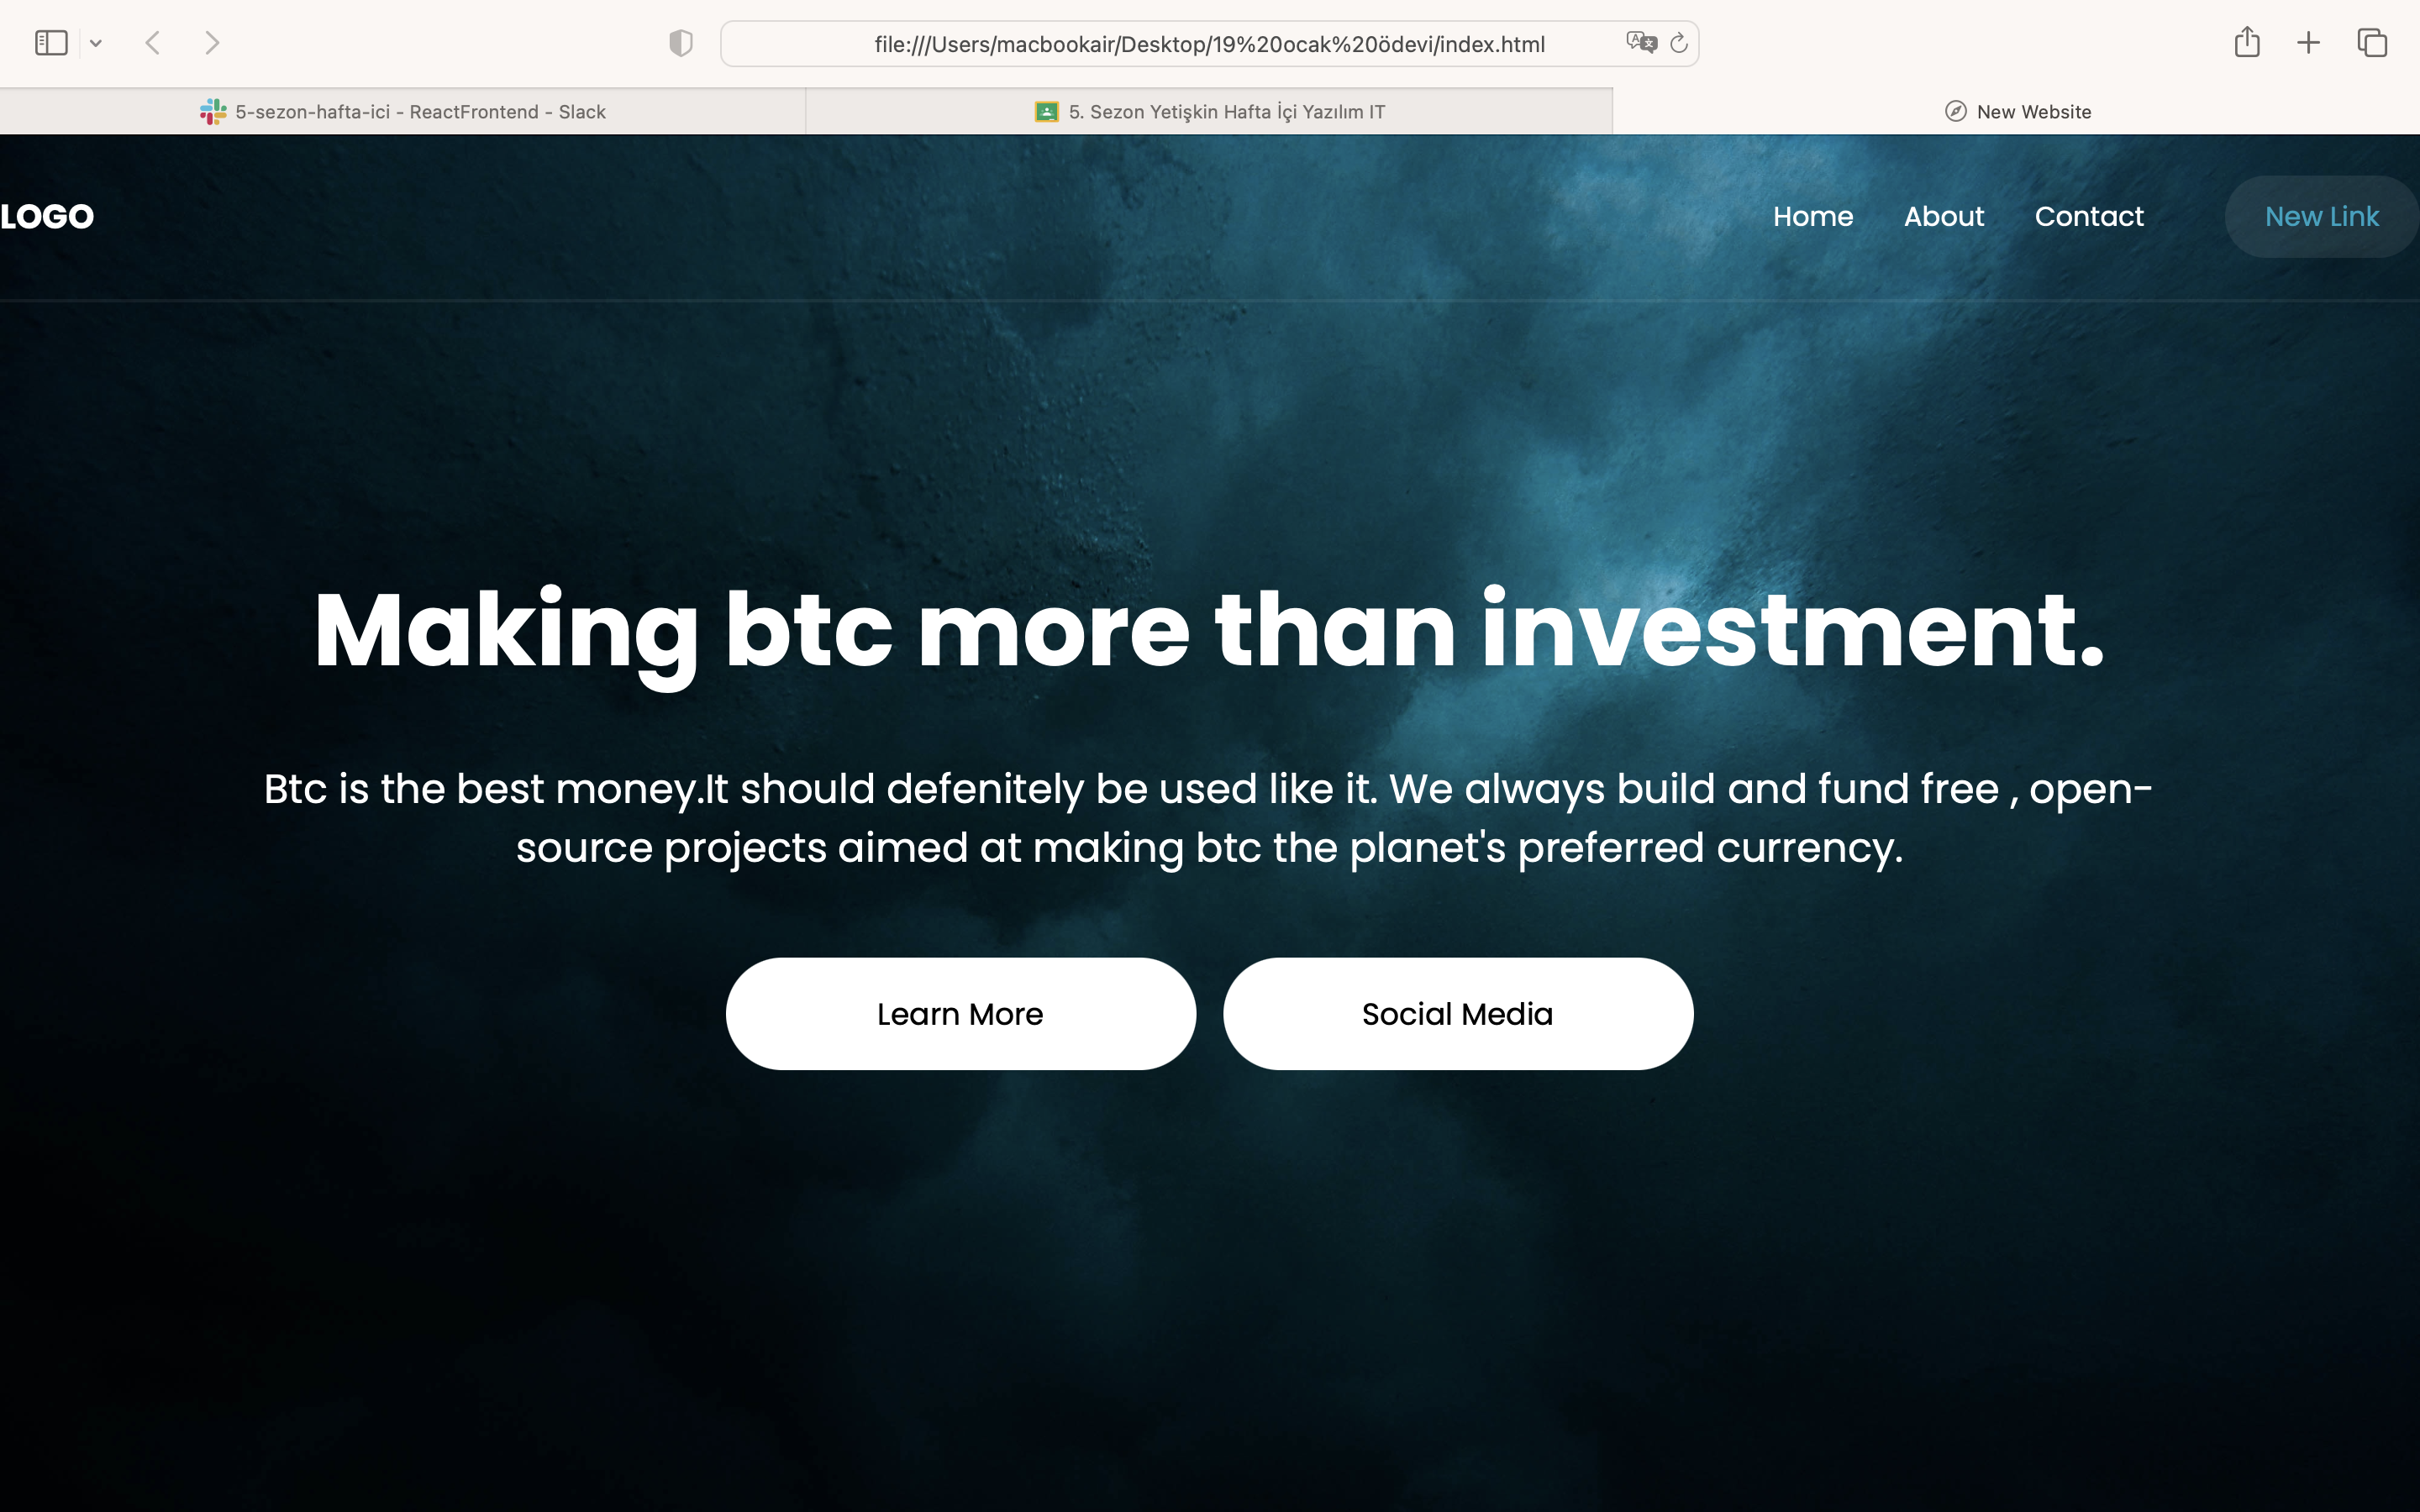 file:///Users/macbookair/Desktop/19%20ocak%20ödevi/index.html
5-sezon-hafta-ici - ReactFrontend - Slack
5. Sezon Yetişkin Hafta İçi Yazılım IT
New Website
LOGO
Home
About
Contact
New Link
Making btc more than investment.
Btc is the best money.It should defenitely be used like it. We always build and fund free , open-
source projects aimed at making btc the planet's preferred currency.
Learn More
Social Media